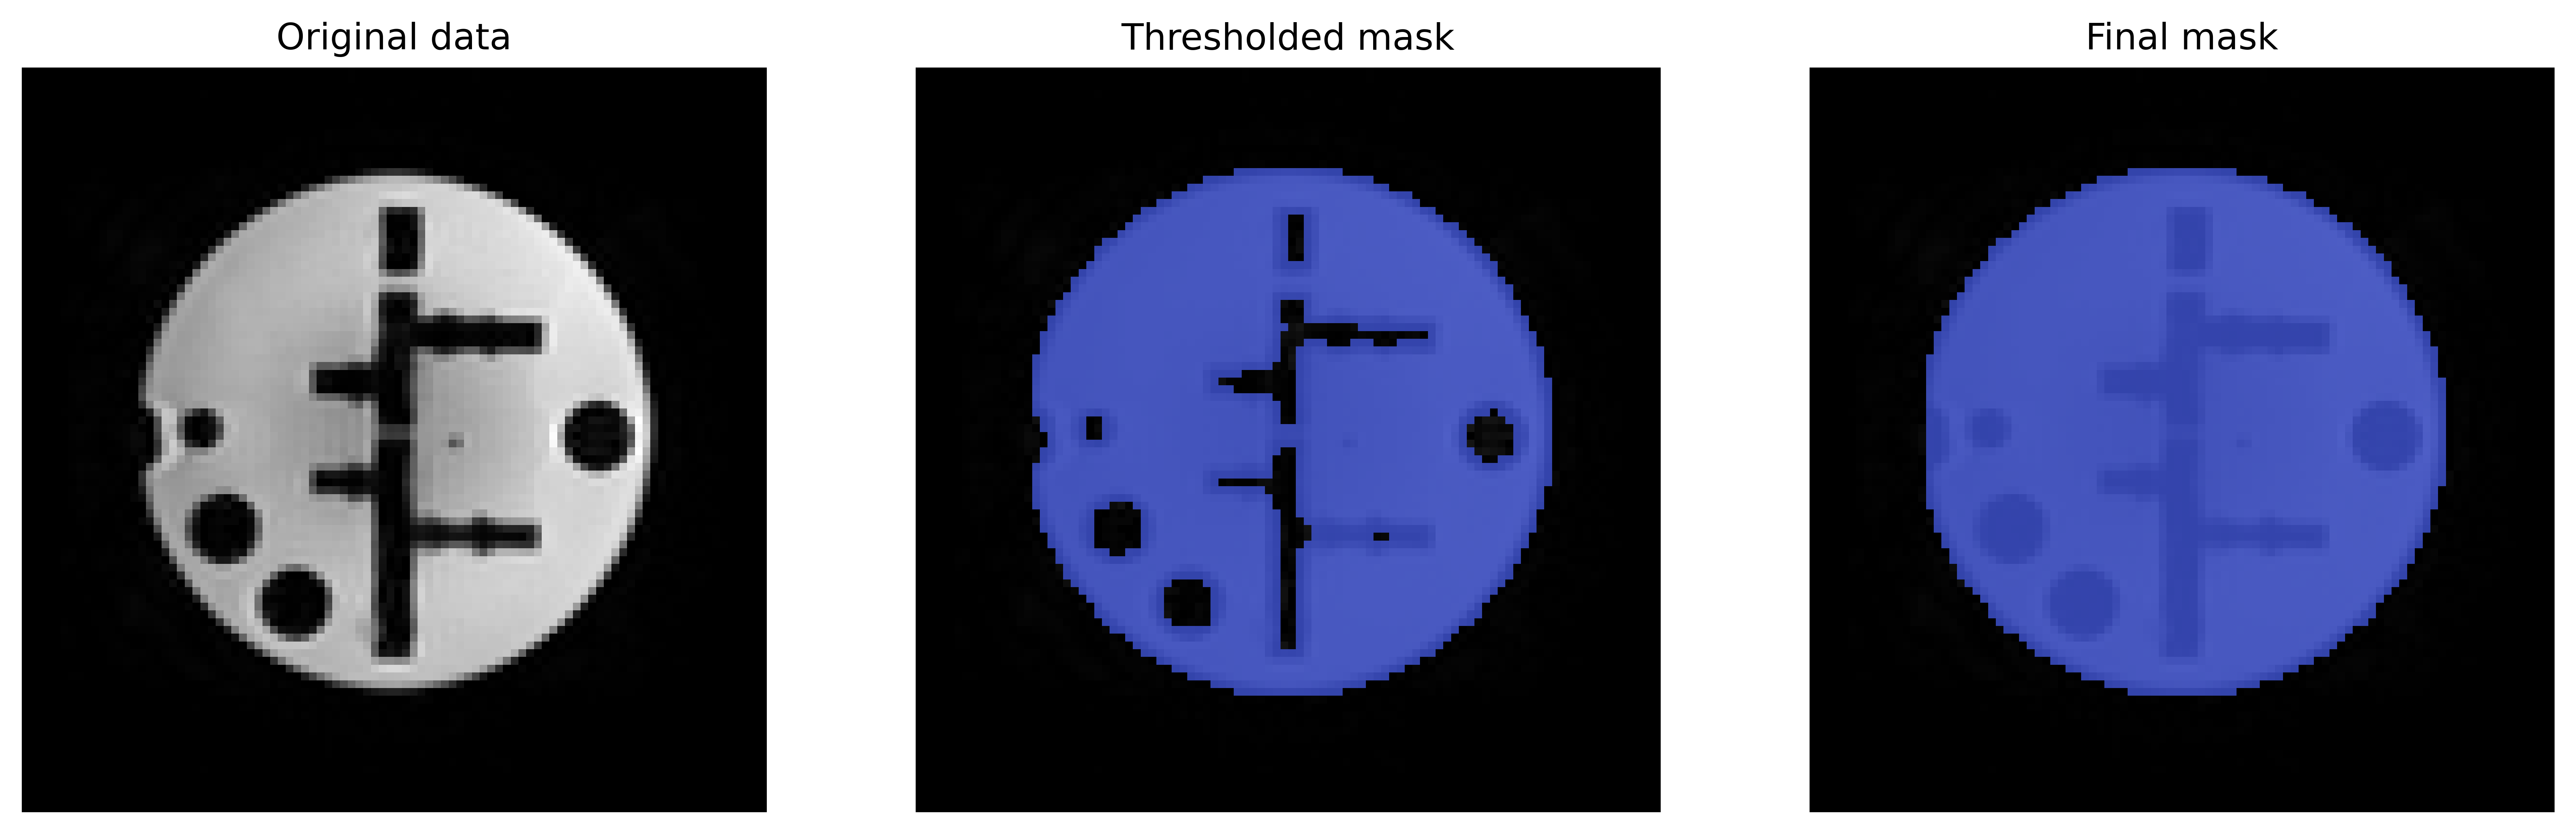 Original data
Thresholded mask
Final mask